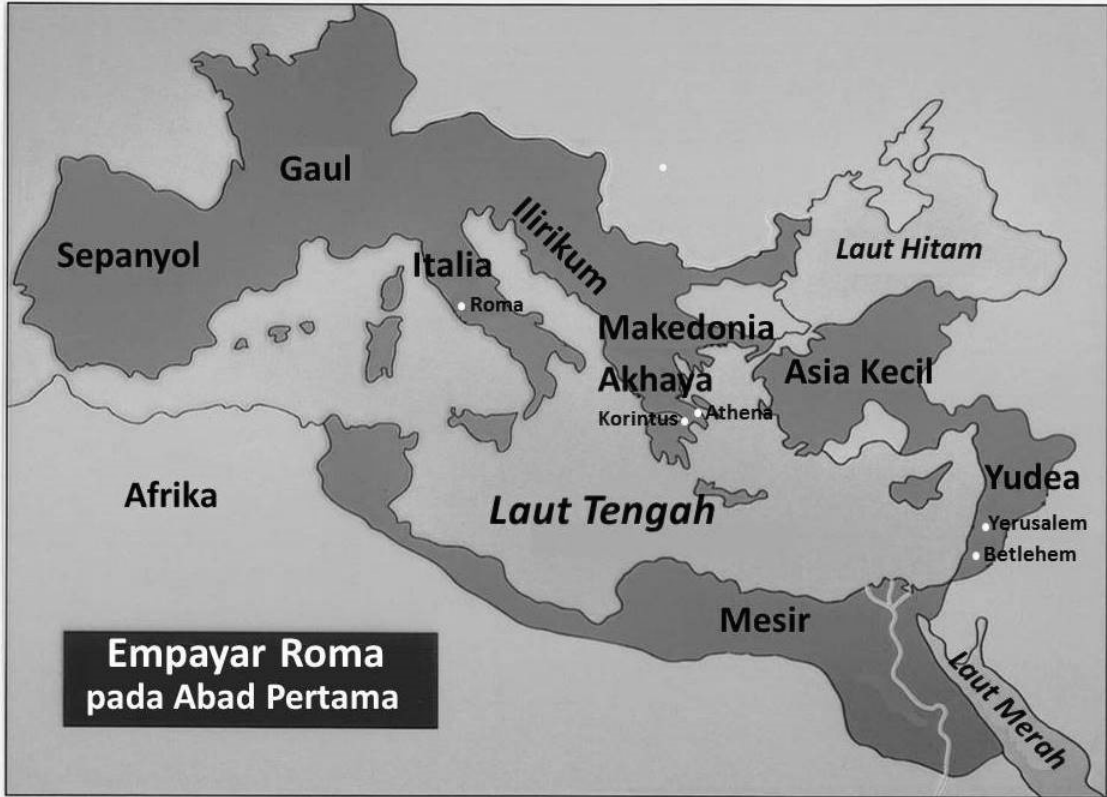 Gaul
Sepanyol
Italia
Roma
Ilirikum
Laut Hitam
Makedonia
Akhaya
Korintus
Athena
Asia Kecil
Afrika
Laut Tengah
Yudea
Yerusalem
Betlehem
Mesir
Laut Merah
Empayar Roma
pada Abad Pertama